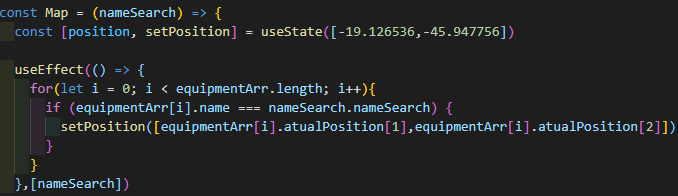 const Map = (nameSearch) => {
const [position, setPosition] = useState([-19.126536,-45.947756])
useEffect(() => {
for(let i = 0; i < equipmentArr.length; i++){
if (equipmentArr[i].name === nameSearch.nameSearch) {
setPosition([equipmentArr[i].atualPosition[1],equipmentArr[i].atualPosition[2]])
}
}
},[nameSearch])